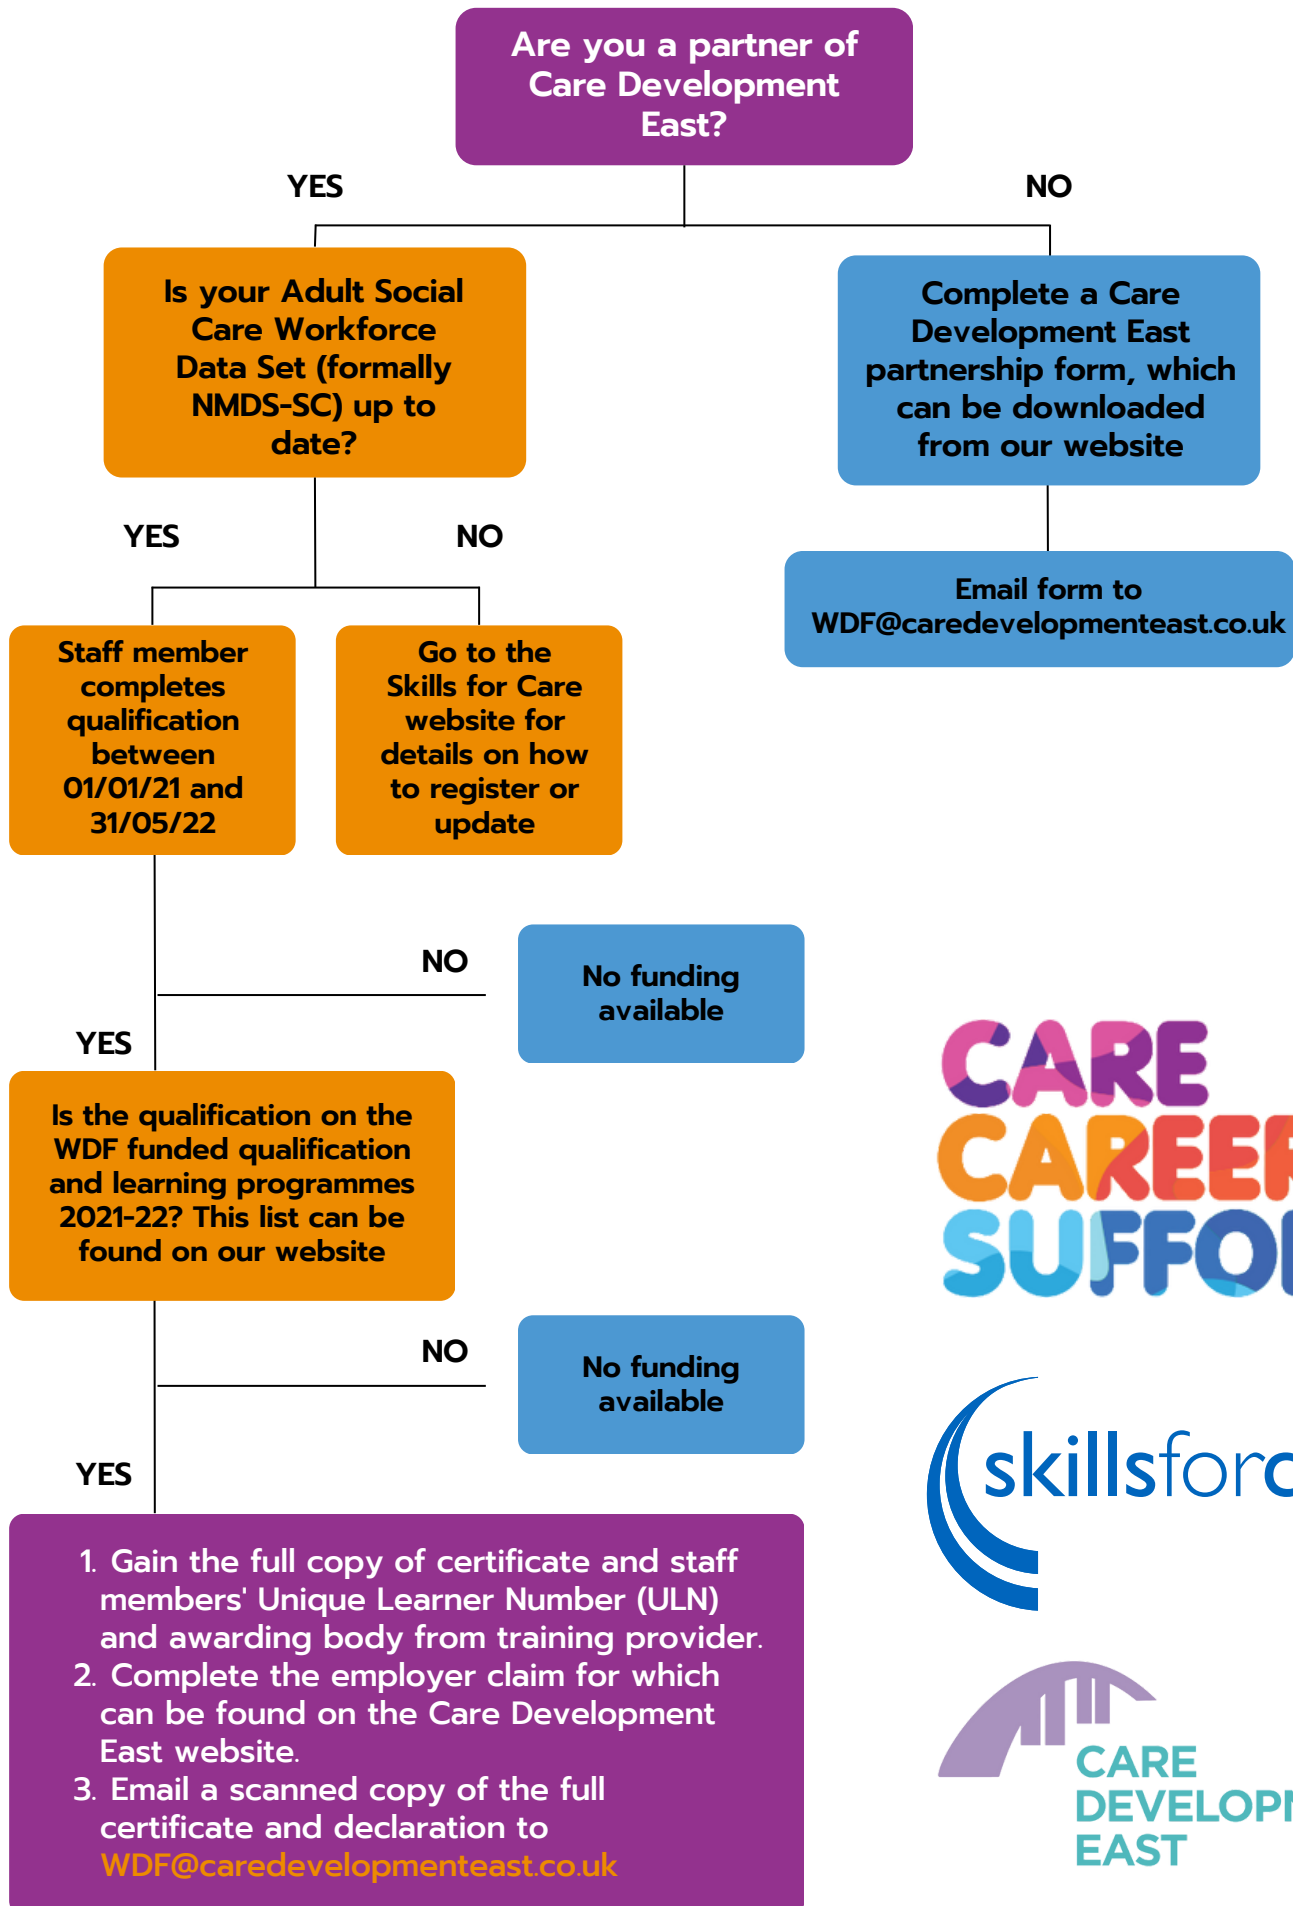 Are you a partner of
Care Development
East?
YES
NO
Is your Adult Social
Care Workforce
Data Set (formally
NMDS-SC) up to
date?
Complete a Care
Development East
partnership form, which
can be downloaded
from our website
YES
NO
Email form to
WDF@caredevelopmenteast.co.uk
Staff member
completes
qualification
between
01/01/21 and
31/05/22
Go to the
Skills for Care
website for
details on how
to register or
update
NO
No funding
available
YES
Is the qualification on the
WDF funded qualification
and learning programmes
2021-22? This list can be
found on our website
NO
No funding
available
YES
1. Gain the full copy of certificate and staff
members' Unique Learner Number (ULN)
and awarding body from training provider.
2. Complete the employer claim for which
can be found on the Care Development
East website.
3. Email a scanned copy of the full
certificate and declaration to
WDF@caredevelopmenteast.co.uk
CARE
CAREER
SUFFO
skillsforc
CARE
DEVELOPM
EAST